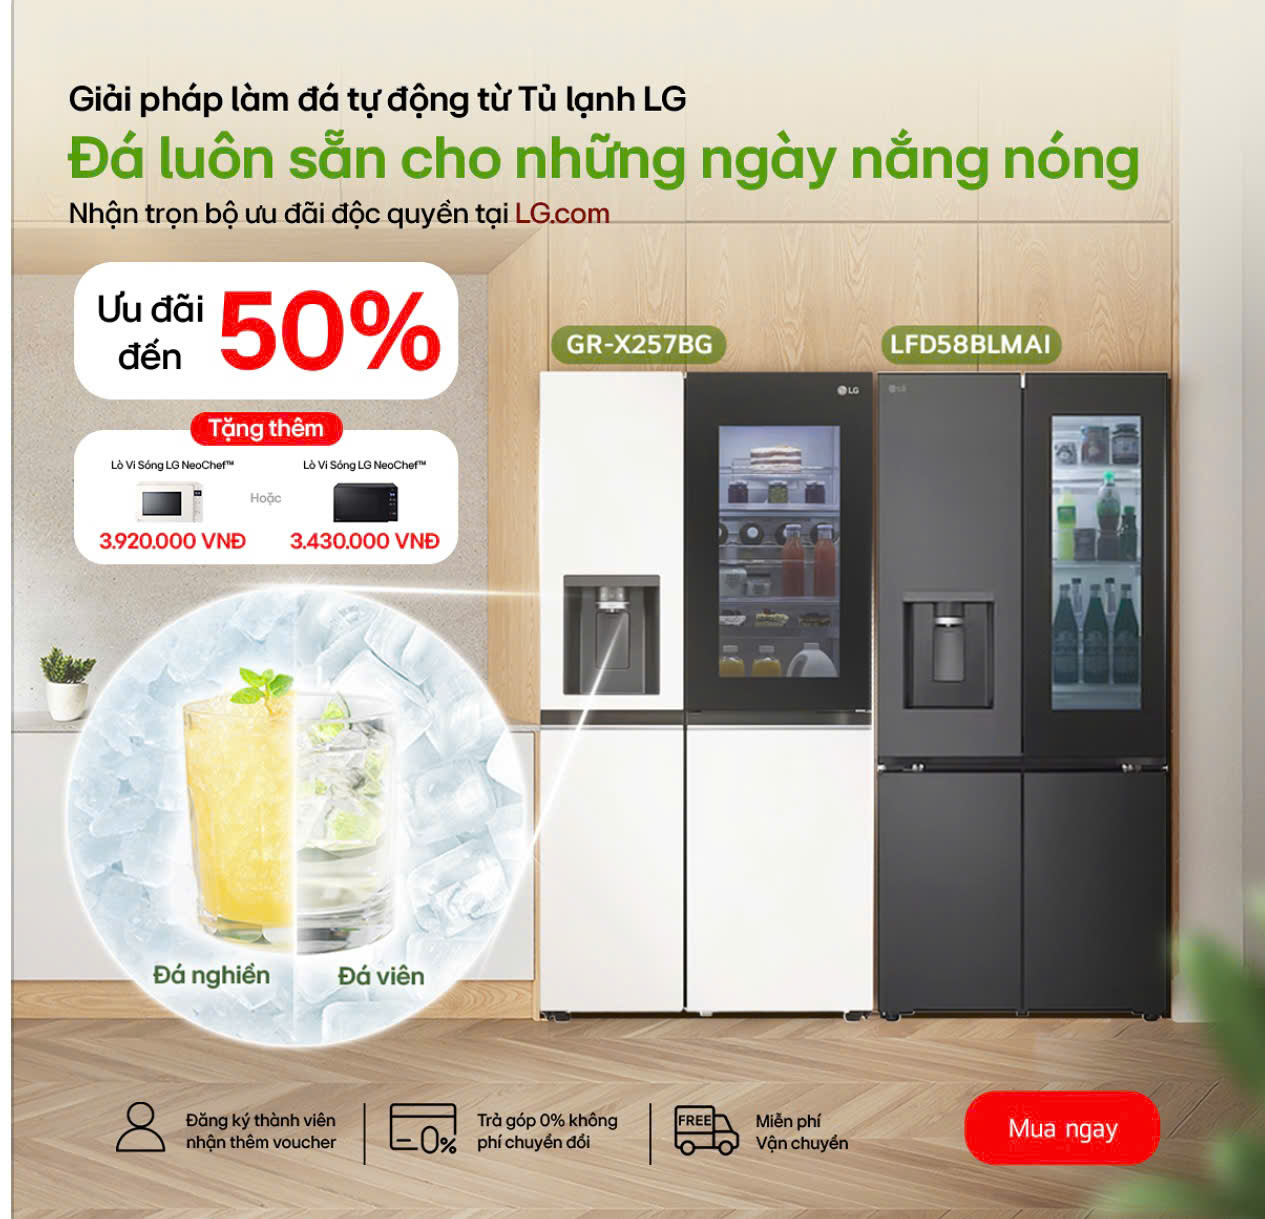 Giải pháp làm đá tự động từ Tủ lạnh LG
Đá luôn sẵn cho những ngày nắng nóng
Nhận trọn bộ ưu đãi độc quyền tại LG.com
Ưu đãi
đến
50%
Tặng thêm
Lò Vi Sóng LG NeoChef™
Hoặc
Lò Vi Sóng LG NeoChef™
3.920.000 VNĐ
3.430.000 VNĐ
GR-X257BG
LFD58BLMAI
LG
LG
Đá nghiền
Đá viên
Đăng ký thành viên
nhận thêm voucher
0%
Trả góp 0% không
phí chuyển đổi
FREE
Miễn phí
Vận chuyển
Mua ngay